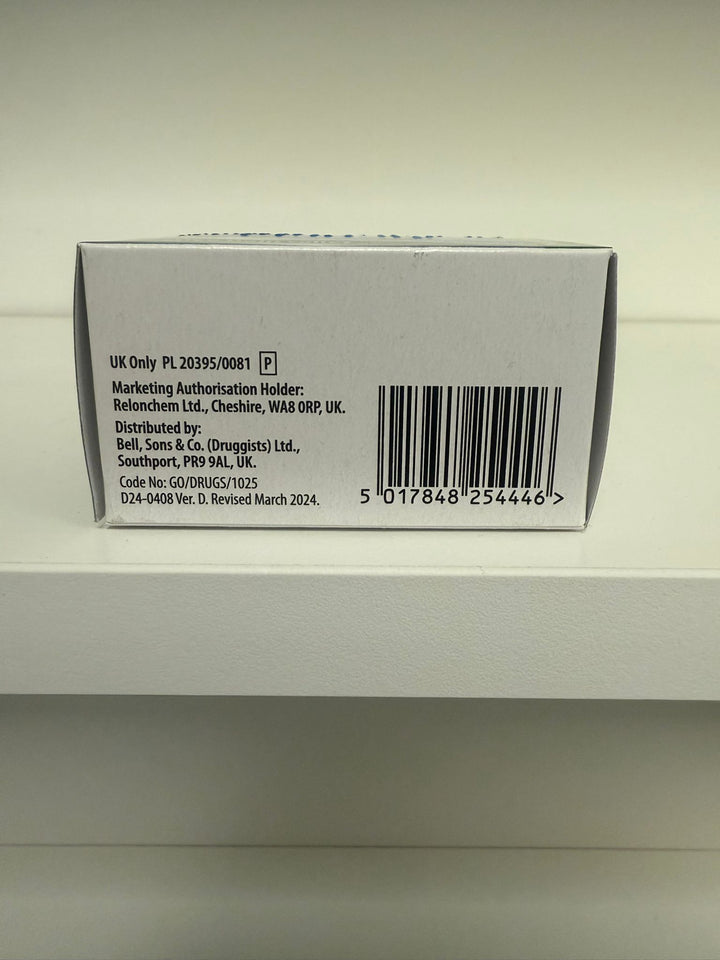 UK Only PL 20395/0081 P
Marketing Authorisation Holder:
Relonchem Ltd., Cheshire, WA8 0RP, UK.
Distributed by:
Bell, Sons & Co. (Druggists) Ltd.,
Southport, PR9 9AL, UK.
Code No: GO/DRUGS/1025
D24-0408 Ver. D. Revised March 2024.
5 017848 254446 >